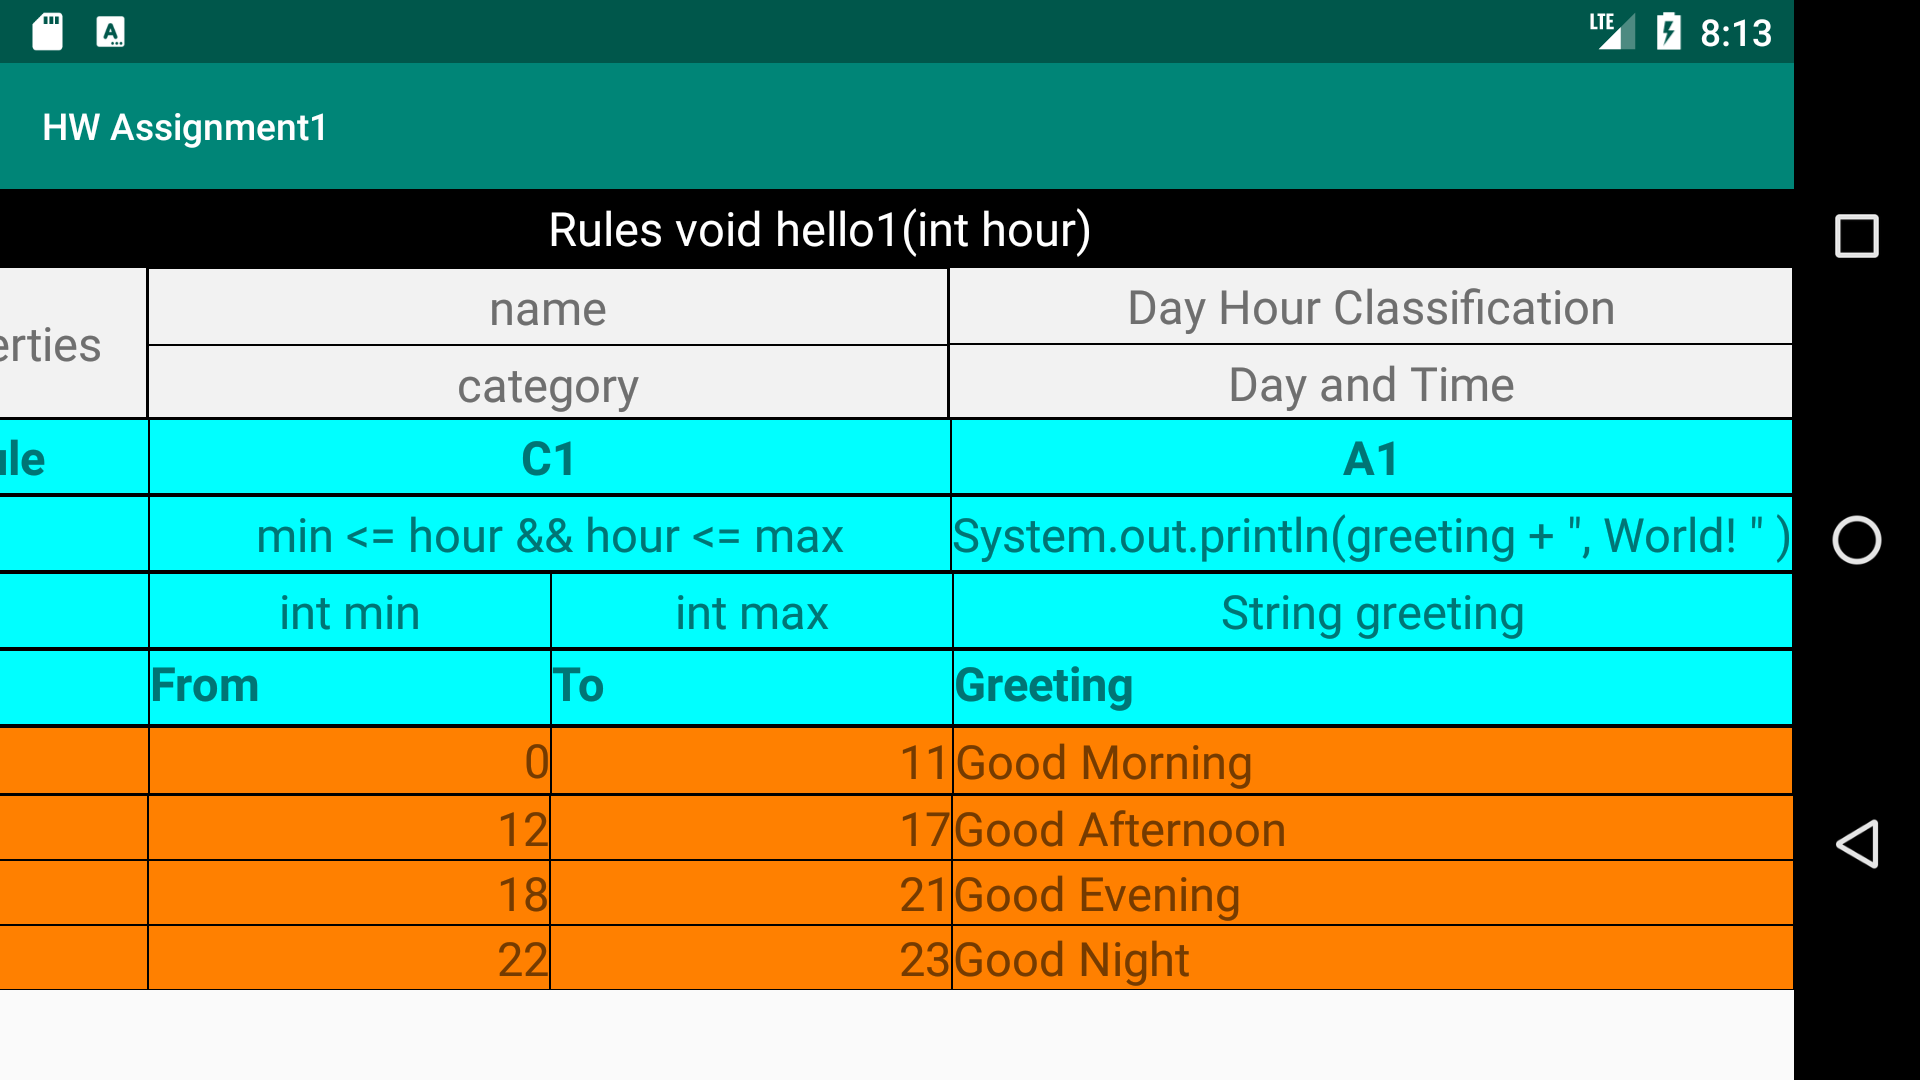 LTE 8:13
HW Assignment1
Rules void hello1(int hour)
erties name Day Hour Classification
category Day and Time
ule C1 A1
min <= hour && hour <= max System.out.println(greeting + ", World! " )
int min int max String greeting
From To Greeting
0 11 Good Morning
12 17 Good Afternoon
18 21 Good Evening
22 23 Good Night